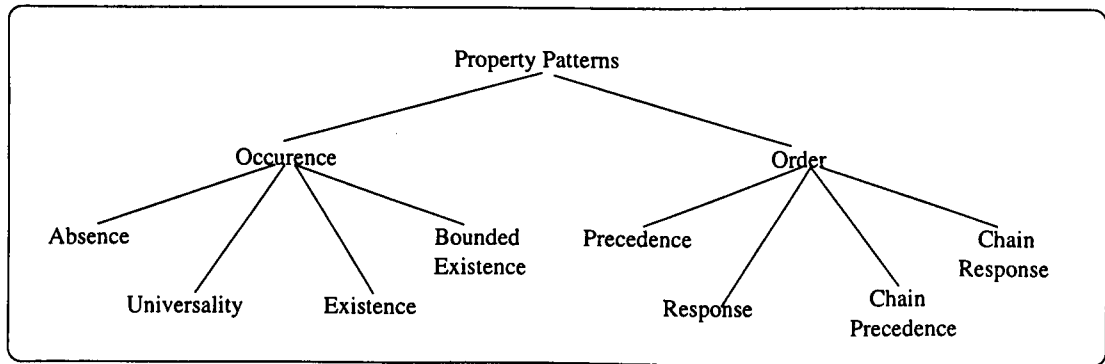 Property Patterns
Occurence
Order
Absence
Bounded
Existence
Precedence
Chain
Response
Universality
Existence
Response
Chain
Precedence